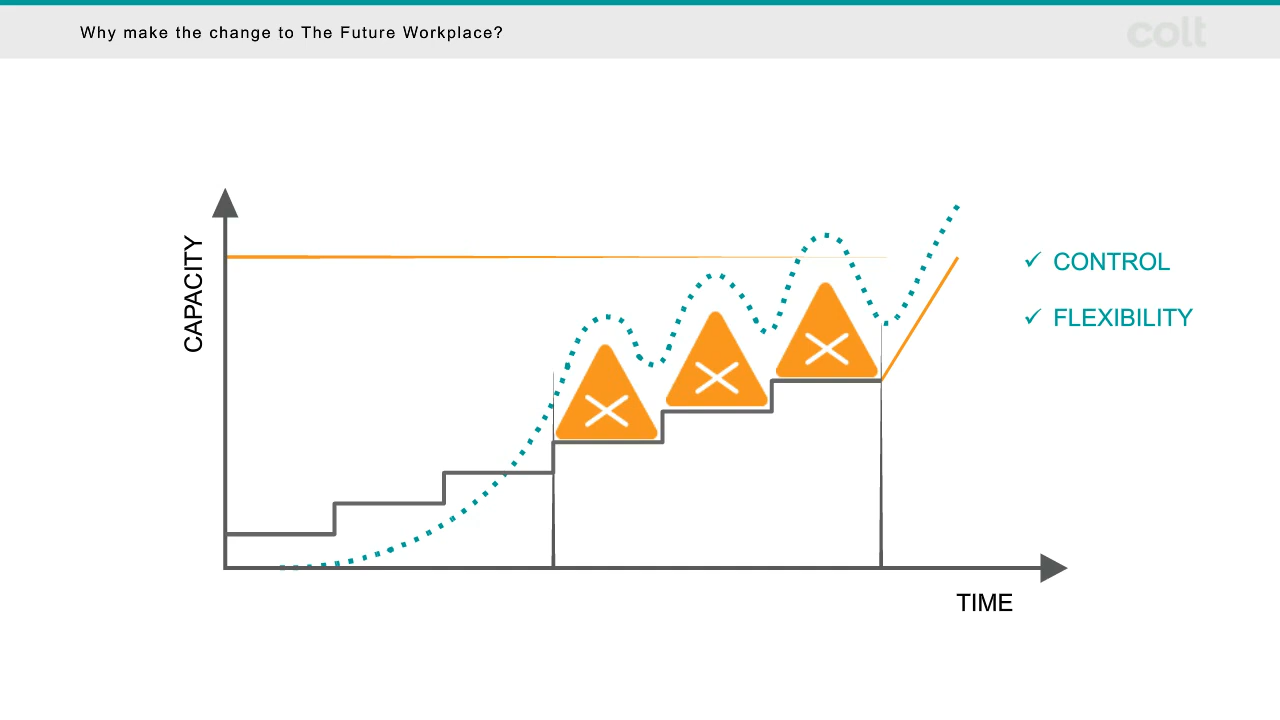 Why make the change to The Future Workplace?
colt
CAPACITY
✓ CONTROL
✓ FLEXIBILITY
TIME